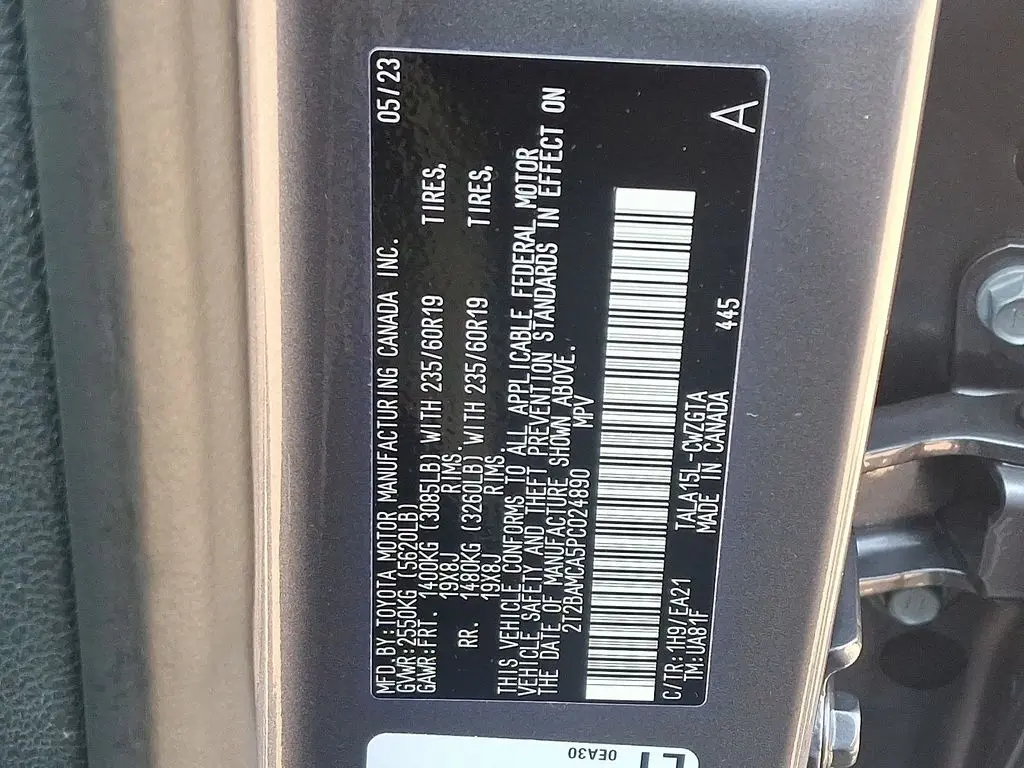 MFD. BY: TOYOTA MOTOR MANUFACTURING CANADA INC. 05/23
GVWR: 2550KG (5620LB)
GAWR: FRT. 1400KG (3085LB) WITH 235/60R19 TIRES.
19X8J RIMS.
RR. 1480KG (3260LB) WITH 235/60R19 TIRES.
19X8J RIMS.
THIS VEHICLE CONFORMS TO ALL APPLICABLE FEDERAL MOTOR
VEHICLE SAFETY AND THEFT PREVENTION STANDARDS IN EFFECT ON
THE DATE OF MANUFACTURE SHOWN ABOVE.
2T2BAMCA5PC024890 MPV
C/TR: 1H9/EA21 TALA15L-CWZGTA 445 A
TM: UA81F MADE IN CANADA
0EA30